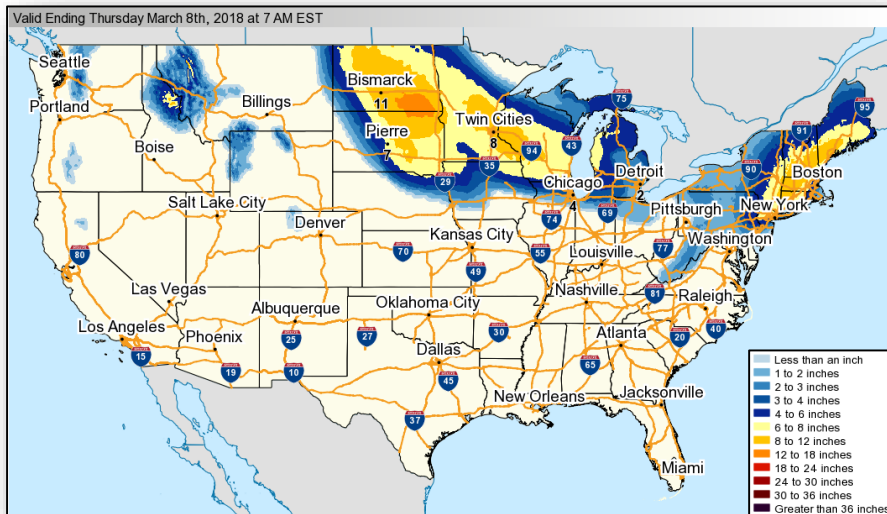 Valid Ending Thursday March 8th, 2018 at 7 AM EST
Seattle
75
Bismarck
95
Portland
Billings
11
Twin Cities
91
Pierre
8
94
43
Boise
7
90
Boston
35
Detroit
29
Chicago
2
Salt Lake City
4
New York
74
69
Pittsburgh
Denver
Kansas City
Washington
80
70
55
77
Louisville
49
Las Vegas
81
Nashville
Raleigh
Albuquerque
Oklahoma City
Los Angeles
Phoenix
25
27
30
Atlanta
20
40
15
Dallas
65
19
10
45
Less than an inch
1 to 2 inches
2 to 3 inches
New Orleans
Jacksonville
3 to 4 inches
37
4 to 6 inches
6 to 8 inches
8 to 12 inches
12 to 18 inches
Miami
18 to 24 inches
24 to 30 inches
30 to 36 inches
Greater than 36 inches